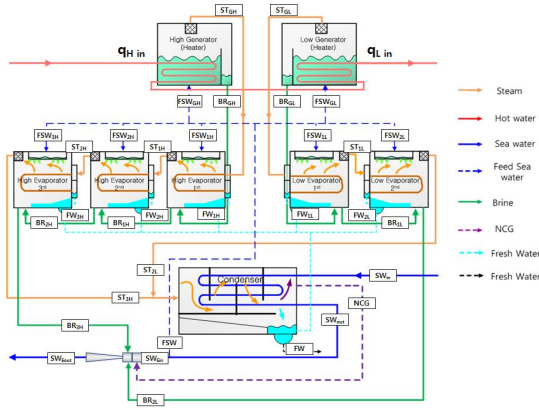 ST_GH
ST_GL
High Generator
(Heater)
Low Generator
(Heater)
q_H in
q_L in
FSW_GH
BR_GH
BR_GL
FSW_GL
FSW_3H
FSW_2H
FSW_1H
FSW_1L
FSW_2L
ST_2H
ST_1H
ST_1L
High Evaporator
3rd
High Evaporator
2nd
High Evaporator
1st
Low Evaporator
1st
Low Evaporator
2nd
BR_2H
FW_3H
BR_1H
FW_2H
FW_1H
FW_1L
FW_2L
BR_1L
ST_2L
ST_2H
Condenser
SW_in
NCG
SW_out
BR_3H
FSW
FW
SW_Eout
SW_Ein
BR_2L
Steam
Hot water
Sea water
Feed Sea
water
Brine
NCG
Fresh Water
Fresh Water